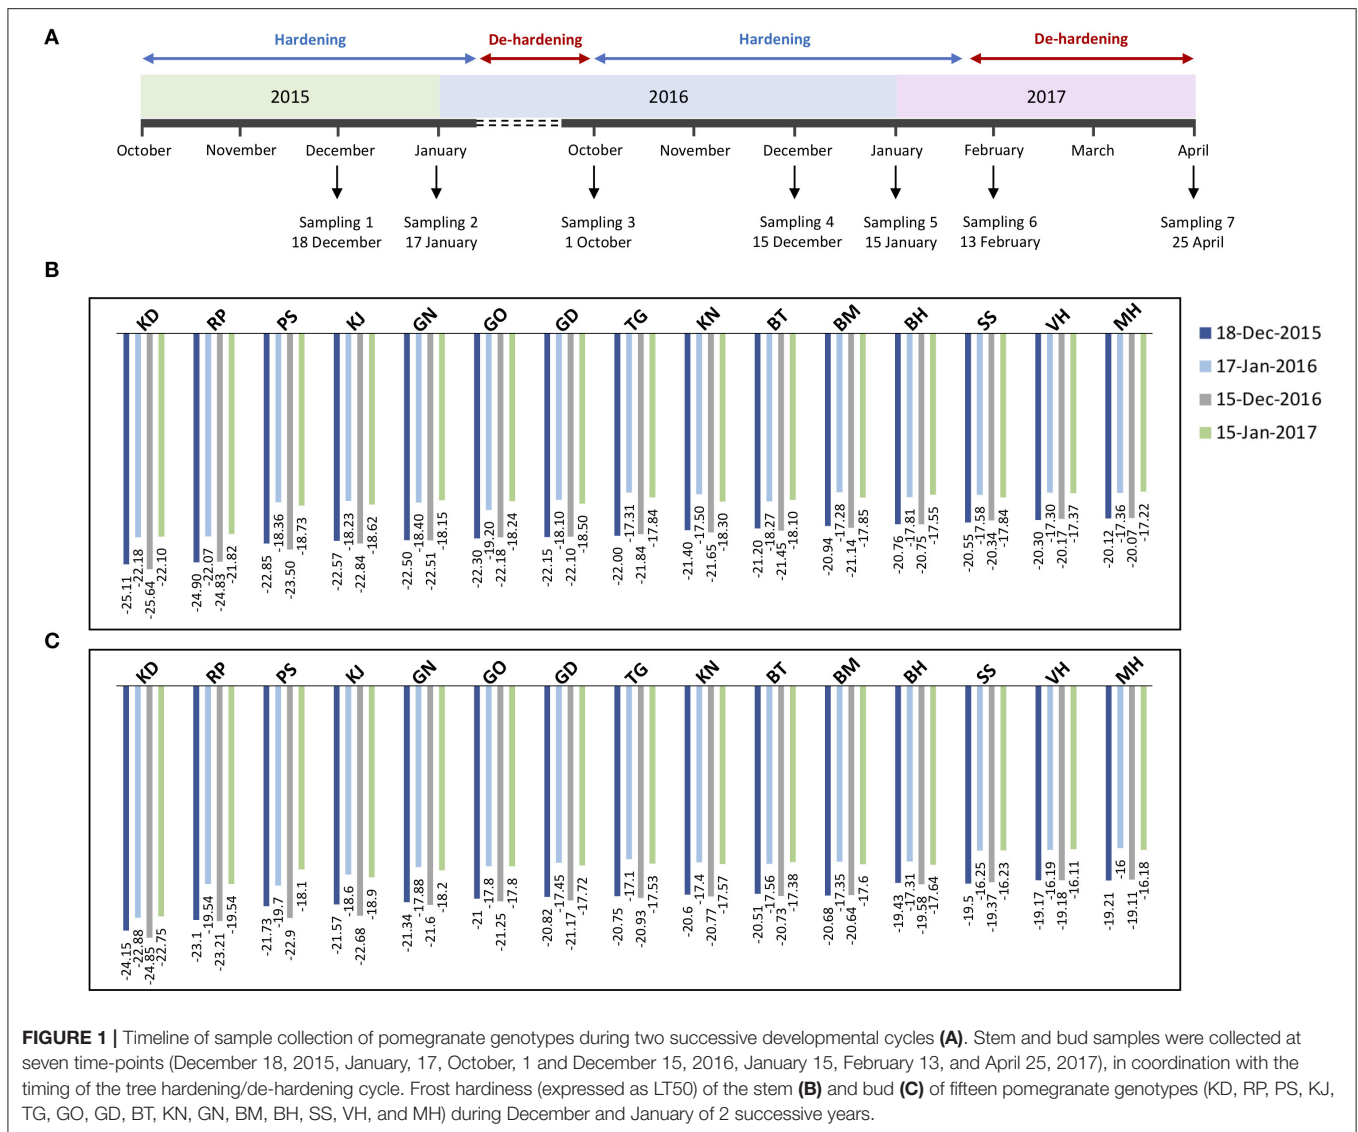 A
Hardening De-hardening Hardening De-hardening
2015 2016 2017
October November December January October November December January February March April
Sampling 1 Sampling 2 Sampling 3 Sampling 4 Sampling 5 Sampling 6 Sampling 7
18 December 17 January 1 October 15 December 15 January 13 February 25 April
B
KD RP PS KJ GN GO GD TG KN BT BM BH SS VH MH
-25.11 -22.18 -25.64 -22.10
-24.90 -22.07 -24.83 -21.82
-22.85 -18.36 -23.50 -18.73
-22.57 -18.23 -22.84 -18.62
-22.50 -18.40 -22.51 -18.15
-22.30 -19.20 -22.18 -18.24
-22.15 -18.10 -22.10 -18.50
-22.00 -17.31 -21.84 -17.84
-21.40 -17.50 -21.65 -18.30
-21.20 -18.27 -21.45 -18.10
-20.94 -17.28 -21.14 -17.85
-20.76 -17.81 -20.75 -17.55
-20.55 -17.58 -20.34 -17.84
-20.30 -17.30 -20.17 -17.37
-20.12 -17.36 -20.07 -17.22
18-Dec-2015
17-Jan-2016
15-Dec-2016
15-Jan-2017
C
KD RP PS KJ GN GO GD TG KN BT BM BH SS VH MH
-24.15 -22.88 -24.85 -22.75
-23.1 -19.54 -23.21 -19.54
-21.73 -19.7 -22.9 -18.1
-21.57 -18.6 -22.68 -18.9
-21.34 -17.88 -21.6 -18.2
-21 -17.8 -21.25 -17.8
-20.82 -17.45 -21.17 -17.72
-20.75 -17.1 -20.93 -17.53
-20.6 -17.4 -20.77 -17.57
-20.51 -17.56 -20.73 -17.38
-20.68 -17.35 -20.64 -17.6
-19.43 -17.31 -19.58 -17.64
-19.5 -16.25 -19.37 -16.23
-19.17 -16.19 -19.18 -16.11
-19.21 -16 -19.11 -16.18
FIGURE 1 | Timeline of sample collection of pomegranate genotypes during two successive developmental cycles (A). Stem and bud samples were collected at
seven time-points (December 18, 2015, January, 17, October, 1 and December 15, 2016, January 15, February 13, and April 25, 2017), in coordination with the
timing of the tree hardening/de-hardening cycle. Frost hardiness (expressed as LT50) of the stem (B) and bud (C) of fifteen pomegranate genotypes (KD, RP, PS, KJ,
TG, GO, GD, BT, KN, GN, BM, BH, SS, VH, and MH) during December and January of 2 successive years.